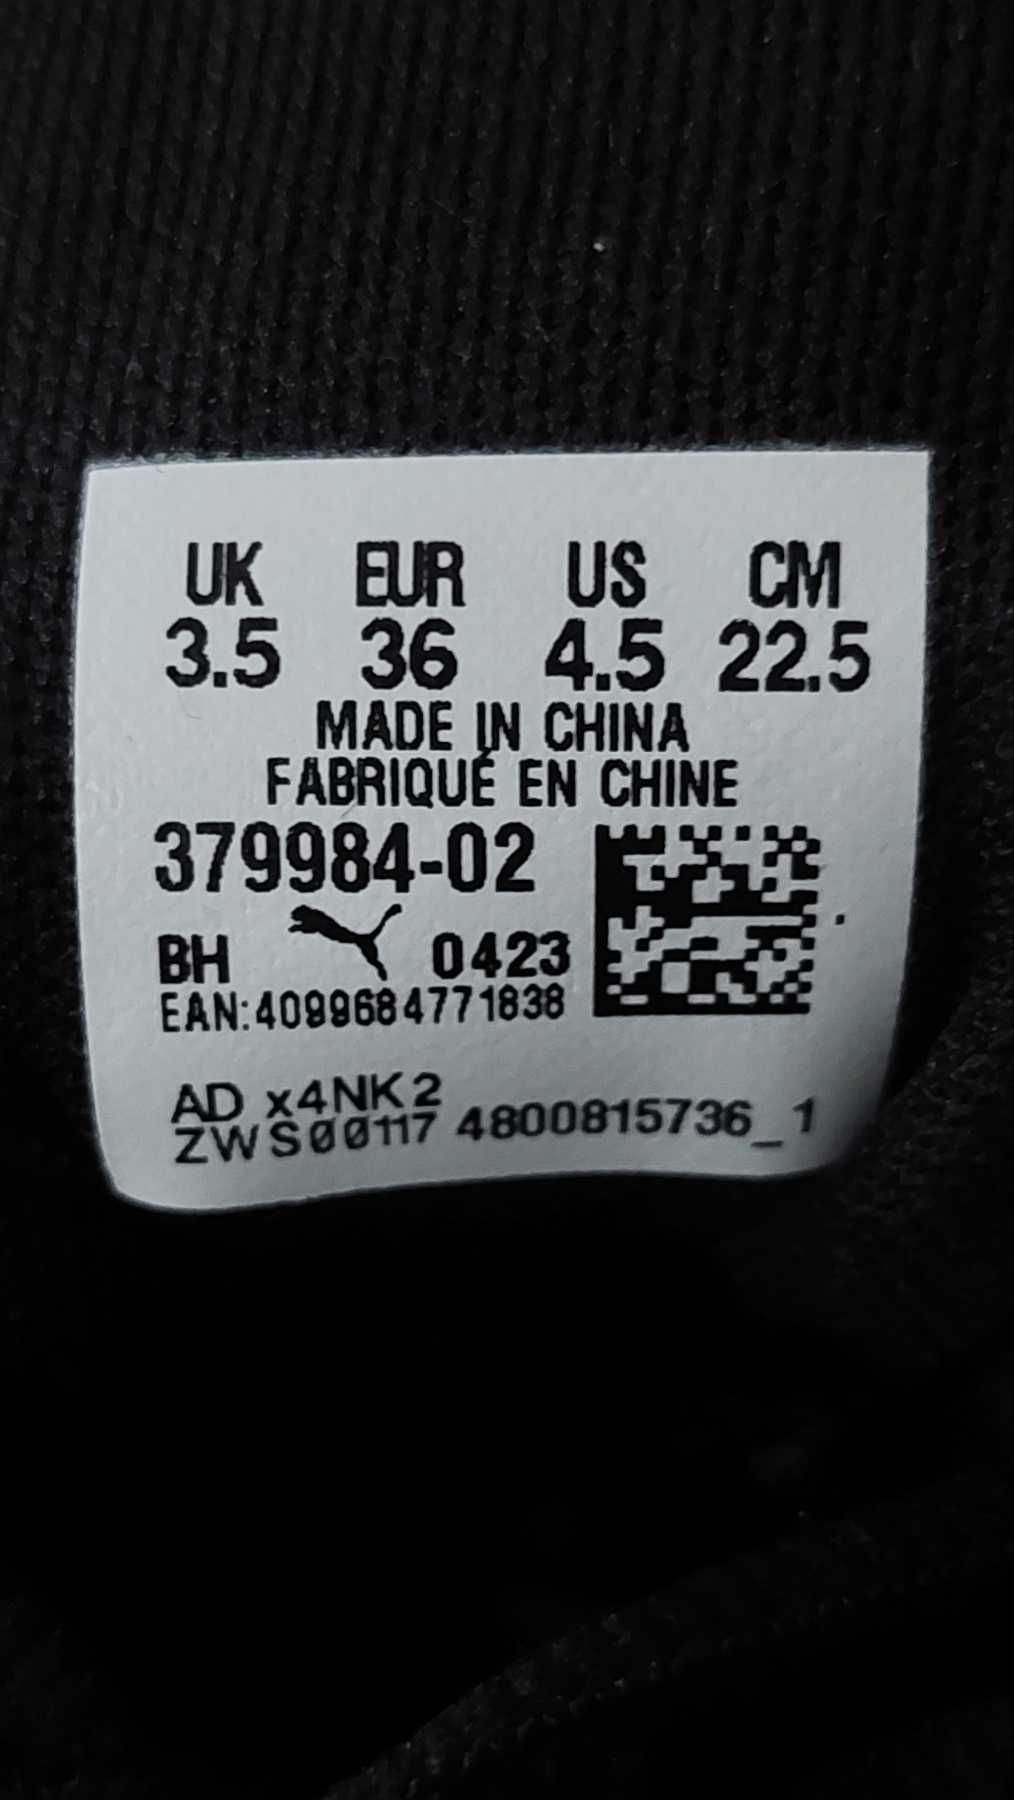 UK EUR US CM
3.5 36 4.5 22.5
MADE IN CHINA
FABRIQUÉ EN CHINE
379984-02
BH 0423
EAN:4099684771838
AD x4NK2
ZWS00117 4800815736_1